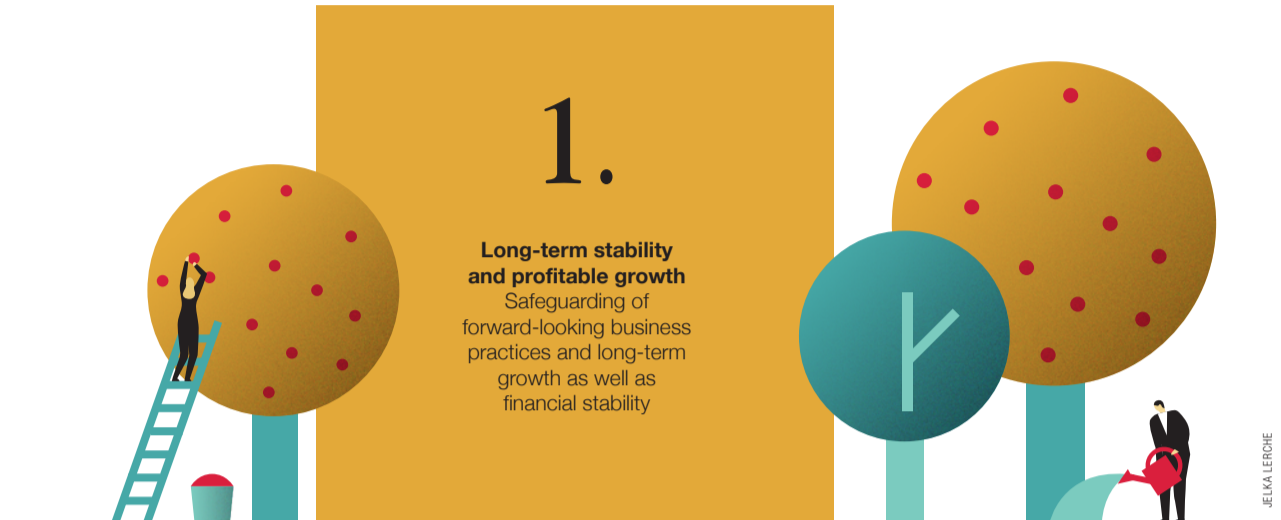 1.
Long-term stability
and profitable growth
Safeguarding of
forward-looking business
practices and long-term
growth as well as
financial stability
JELKA LERCHE